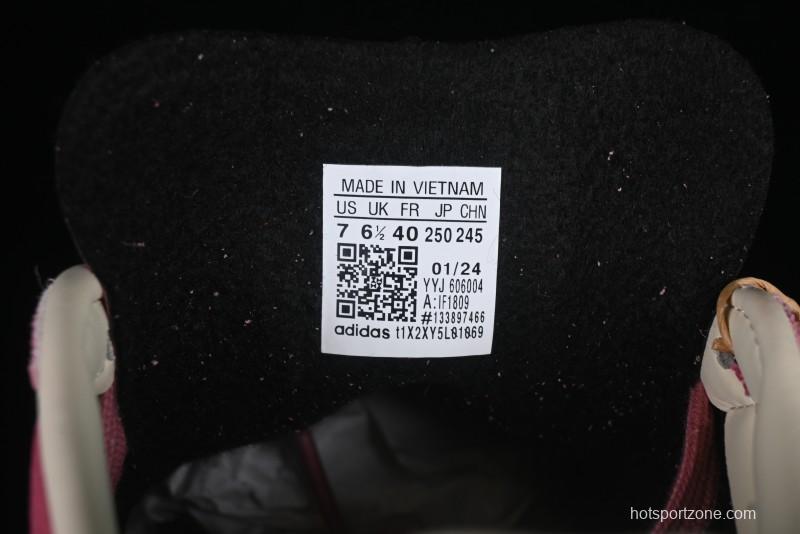 MADE IN VIETNAM
US UK FR JP CHN
7 6½ 40 250 245
01/24
YYJ 606004
A:IF1809
#133897466
adidas t1X2XY5L81869
hotsportzone.com